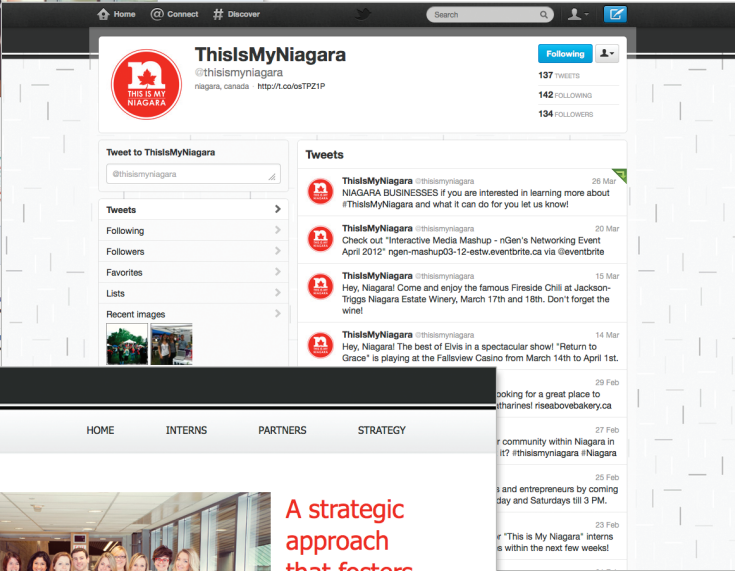 Home
Connect
Discover
Search
n
THIS IS MY
NIAGARA
ThisIsMyNiagara
@thisismyniagara
niagara, canada · http://t.co/osTPZ1P
Following
137 TWEETS
142 FOLLOWING
134 FOLLOWERS
Tweet to ThisIsMyNiagara
@thisismyniagara
Tweets
Following
Followers
Favorites
Lists
Recent images
Tweets
ThisIsMyNiagara @thisismyniagara 26 Mar
NIAGARA BUSINESSES if you are interested in learning more about
#ThisIsMyNiagara and what it can do for you let us know!
ThisIsMyNiagara @thisismyniagara 20 Mar
Check out "Interactive Media Mashup - nGen's Networking Event
April 2012" ngen-mashup03-12-estw.eventbrite.ca via @eventbrite
ThisIsMyNiagara @thisismyniagara 15 Mar
Hey, Niagara! Come and enjoy the famous Fireside Chili at Jackson-
Triggs Niagara Estate Winery, March 17th and 18th. Don't forget the
wine!
ThisIsMyNiagara @thisismyniagara 14 Mar
Hey, Niagara! The best of Elvis in a spectacular show! "Return to
Grace" is playing at the Fallsview Casino from March 14th to April 1st.
29 Feb
ooking for a great place to
tharines! riseabovebakery.ca
27 Feb
r community within Niagara in
it? #thisismyniagara #Niagara
25 Feb
s and entrepreneurs by coming
day and Saturdays till 3 PM.
23 Feb
r "This is My Niagara" interns
s within the next few weeks!
HOME
INTERNS
PARTNERS
STRATEGY
A strategic
approach
that fosters